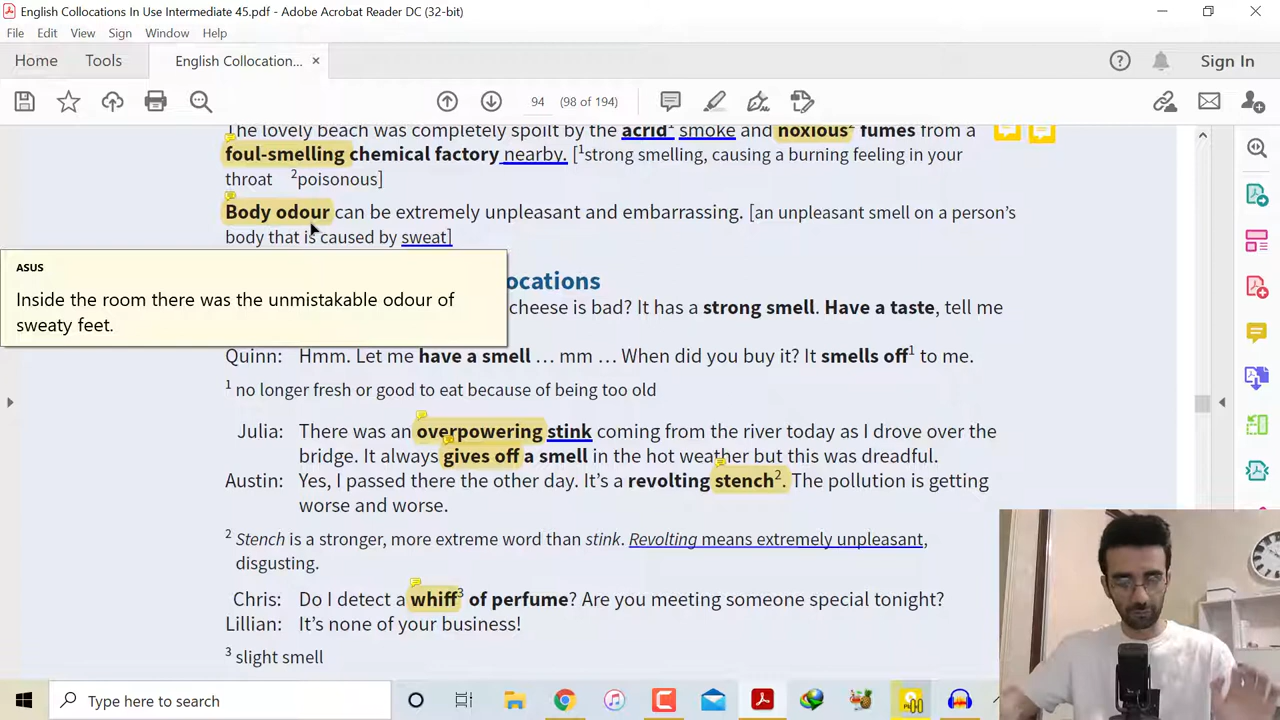 English Collocations In Use Intermediate 45.pdf - Adobe Acrobat Reader DC (32-bit)
File Edit View Sign Window Help
Home Tools English Collocation... × Sign In
94 (98 of 194)
The lovely beach was completely spoilt by the acrid¹ smoke and noxious² fumes from a
foul-smelling chemical factory nearby. [¹strong smelling, causing a burning feeling in your
throat ²poisonous]
Body odour can be extremely unpleasant and embarrassing. [an unpleasant smell on a person's
body that is caused by sweat]
ASUS
Inside the room there was the unmistakable odour of
sweaty feet.
ocations
cheese is bad? It has a strong smell. Have a taste, tell me
Quinn: Hmm. Let me have a smell … mm … When did you buy it? It smells off¹ to me.
¹ no longer fresh or good to eat because of being too old
Julia: There was an overpowering stink coming from the river today as I drove over the
bridge. It always gives off a smell in the hot weather but this was dreadful.
Austin: Yes, I passed there the other day. It's a revolting stench². The pollution is getting
worse and worse.
² Stench is a stronger, more extreme word than stink. Revolting means extremely unpleasant,
disgusting.
Chris: Do I detect a whiff³ of perfume? Are you meeting someone special tonight?
Lillian: It's none of your business!
³ slight smell
Type here to search